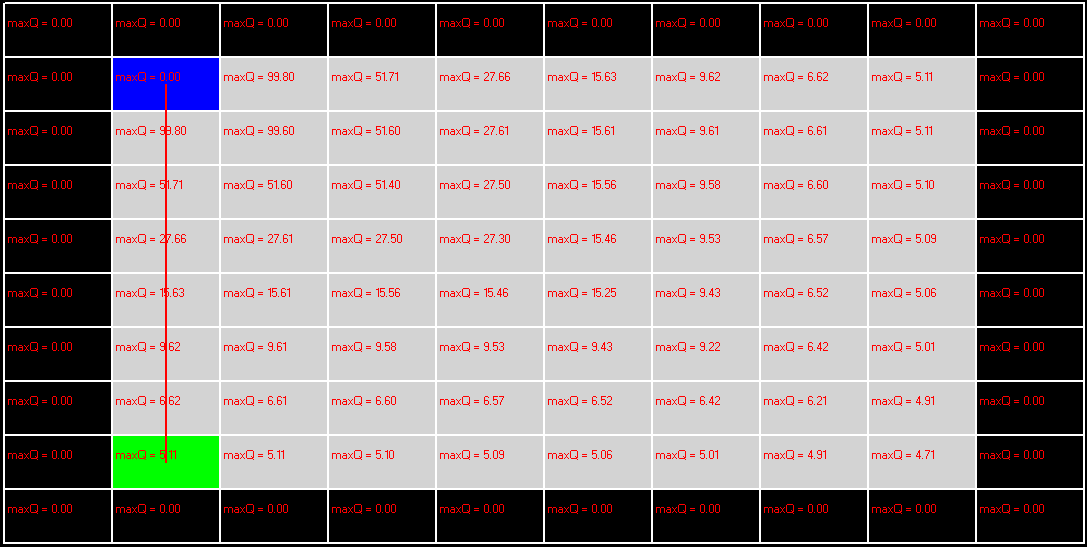 maxQ = 0.00 maxQ = 0.00 maxQ = 0.00 maxQ = 0.00 maxQ = 0.00 maxQ = 0.00 maxQ = 0.00 maxQ = 0.00 maxQ = 0.00 maxQ = 0.00
maxQ = 0.00 maxQ = 0.00 maxQ = 99.80 maxQ = 51.71 maxQ = 27.66 maxQ = 15.63 maxQ = 9.62 maxQ = 6.62 maxQ = 5.11 maxQ = 0.00
maxQ = 0.00 maxQ = 99.80 maxQ = 99.60 maxQ = 51.60 maxQ = 27.61 maxQ = 15.61 maxQ = 9.61 maxQ = 6.61 maxQ = 5.11 maxQ = 0.00
maxQ = 0.00 maxQ = 51.71 maxQ = 51.60 maxQ = 51.40 maxQ = 27.50 maxQ = 15.56 maxQ = 9.58 maxQ = 6.60 maxQ = 5.10 maxQ = 0.00
maxQ = 0.00 maxQ = 27.66 maxQ = 27.61 maxQ = 27.50 maxQ = 27.30 maxQ = 15.46 maxQ = 9.53 maxQ = 6.57 maxQ = 5.09 maxQ = 0.00
maxQ = 0.00 maxQ = 15.63 maxQ = 15.61 maxQ = 15.56 maxQ = 15.46 maxQ = 15.25 maxQ = 9.43 maxQ = 6.52 maxQ = 5.06 maxQ = 0.00
maxQ = 0.00 maxQ = 9.62 maxQ = 9.61 maxQ = 9.58 maxQ = 9.53 maxQ = 9.43 maxQ = 9.22 maxQ = 6.42 maxQ = 5.01 maxQ = 0.00
maxQ = 0.00 maxQ = 6.62 maxQ = 6.61 maxQ = 6.60 maxQ = 6.57 maxQ = 6.52 maxQ = 6.42 maxQ = 6.21 maxQ = 4.91 maxQ = 0.00
maxQ = 0.00 maxQ = 5.11 maxQ = 5.11 maxQ = 5.10 maxQ = 5.09 maxQ = 5.06 maxQ = 5.01 maxQ = 4.91 maxQ = 4.71 maxQ = 0.00
maxQ = 0.00 maxQ = 0.00 maxQ = 0.00 maxQ = 0.00 maxQ = 0.00 maxQ = 0.00 maxQ = 0.00 maxQ = 0.00 maxQ = 0.00 maxQ = 0.00